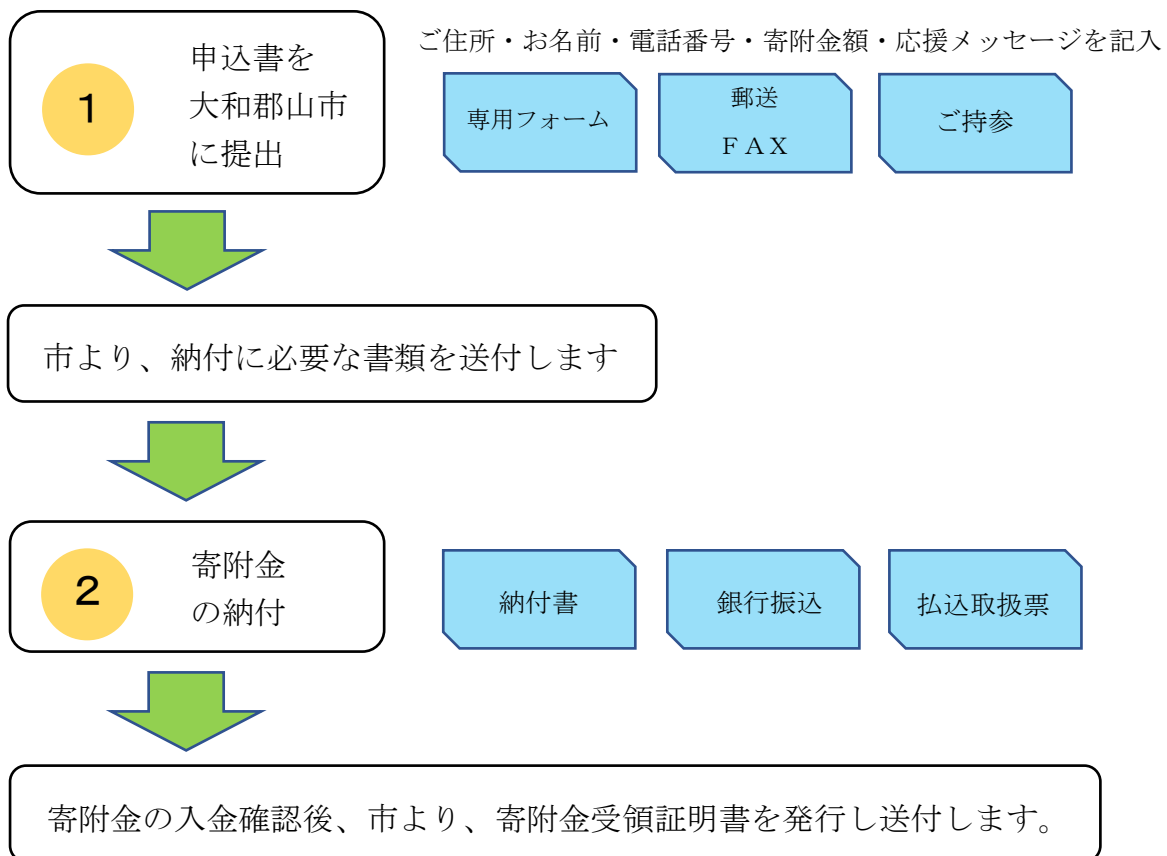 ご住所・お名前・電話番号・寄附金額・応援メッセージを記入
1
申込書を
大和郡山市
に提出
専用フォーム
郵送
ＦＡＸ
ご持参
市より、納付に必要な書類を送付します
2
寄附金
の納付
納付書
銀行振込
払込取扱票
寄附金の入金確認後、市より、寄附金受領証明書を発行し送付します。